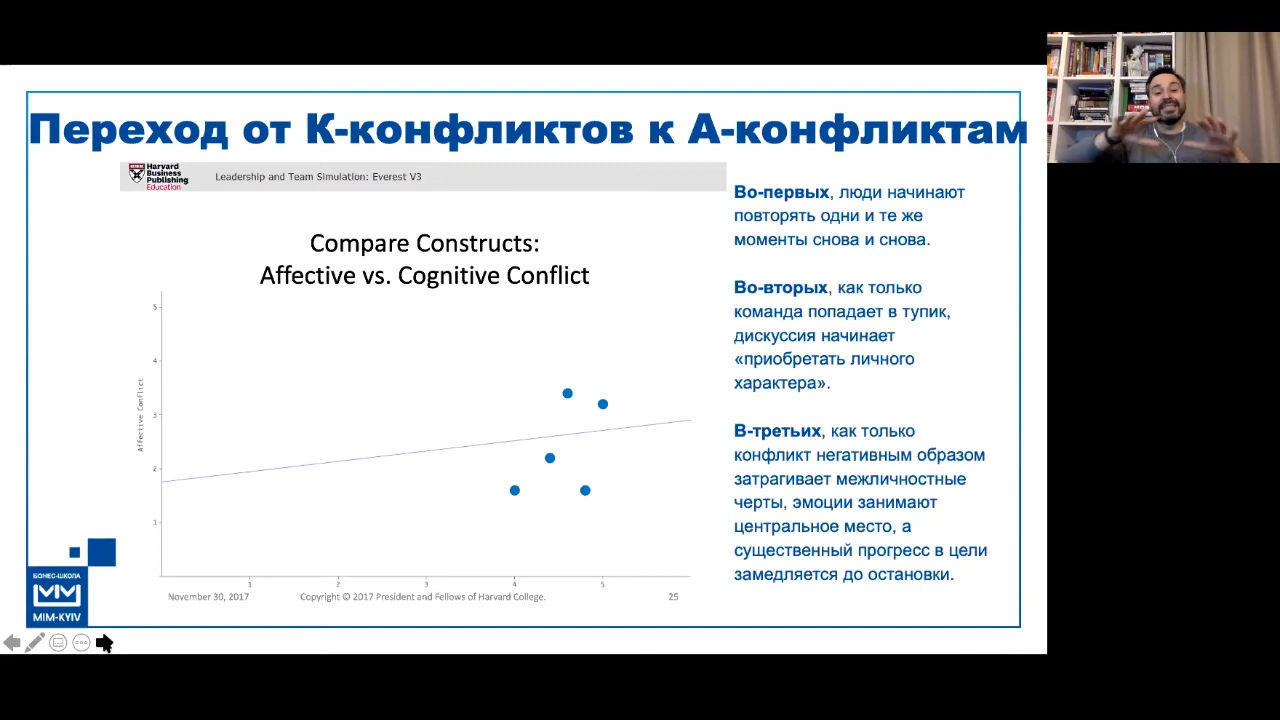 Переход от К-конфликтов к А-конфликтам
Harvard
Business
Publishing
Education
Leadership and Team Simulation: Everest V3
Compare Constructs:
Affective vs. Cognitive Conflict
5
4
3
2
1
Affective Conflict
1
2
3
4
5
November 30, 2017
Copyright © 2017 President and Fellows of Harvard College.
25
Во-первых, люди начинают
повторять одни и те же
моменты снова и снова.
Во-вторых, как только
команда попадает в тупик,
дискуссия начинает
«приобретать личного
характера».
В-третьих, как только
конфликт негативным образом
затрагивает межличностные
черты, эмоции занимают
центральное место, а
существенный прогресс в цели
замедляется до остановки.
БІЗНЕС-ШКОЛА
MIM-KYIV